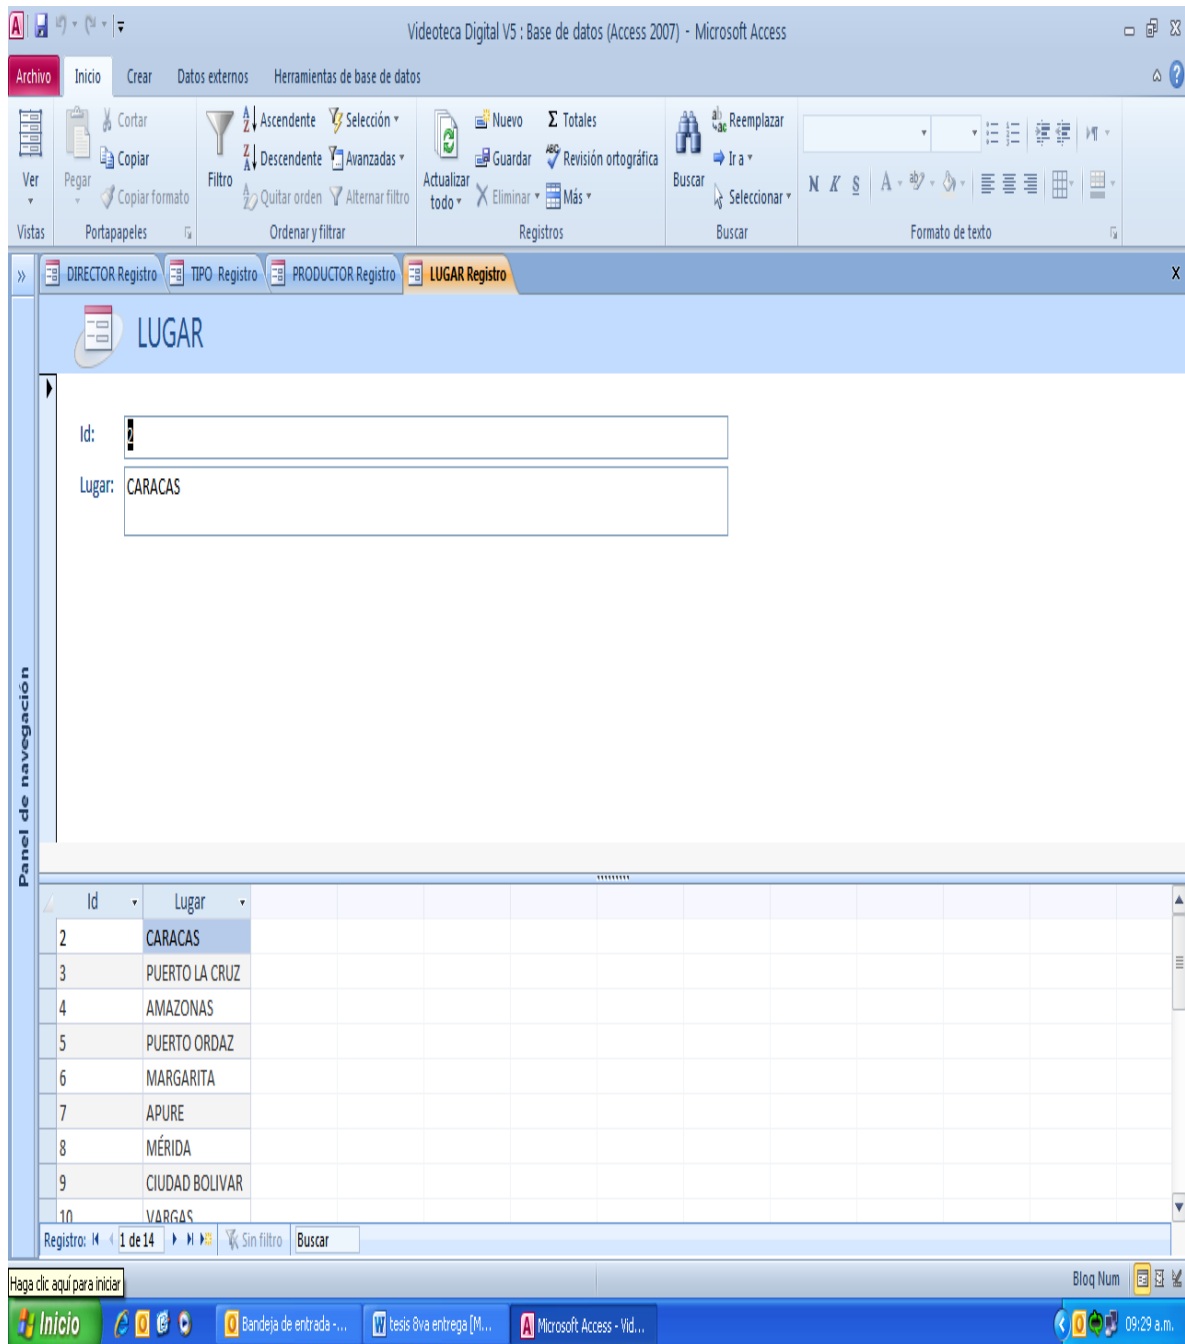 Videoteca Digital V5 : Base de datos (Access 2007) - Microsoft Access
Archivo Inicio Crear Datos externos Herramientas de base de datos
Ver
Vistas
Pegar
Cortar
Copiar
Copiar formato
Portapapeles
Filtro
Ascendente
Descendente
Quitar orden
Selección
Avanzadas
Alternar filtro
Ordenar y filtrar
Actualizar todo
Nuevo
Guardar
Eliminar
Σ Totales
Revisión ortográfica
Más
Registros
Buscar
Reemplazar
Ir a
Seleccionar
Buscar
N K S A
Formato de texto
DIRECTOR Registro TIPO Registro PRODUCTOR Registro LUGAR Registro
Panel de navegación
LUGAR
Id: 2
Lugar: CARACAS
Id Lugar
2 CARACAS
3 PUERTO LA CRUZ
4 AMAZONAS
5 PUERTO ORDAZ
6 MARGARITA
7 APURE
8 MÉRIDA
9 CIUDAD BOLIVAR
10 VARGAS
Registro: 1 de 14 Sin filtro Buscar
Haga clic aquí para iniciar
Bloq Num
Inicio Bandeja de entrada -... tesis 8va entrega [M... Microsoft Access - Vid... 09:29 a.m.